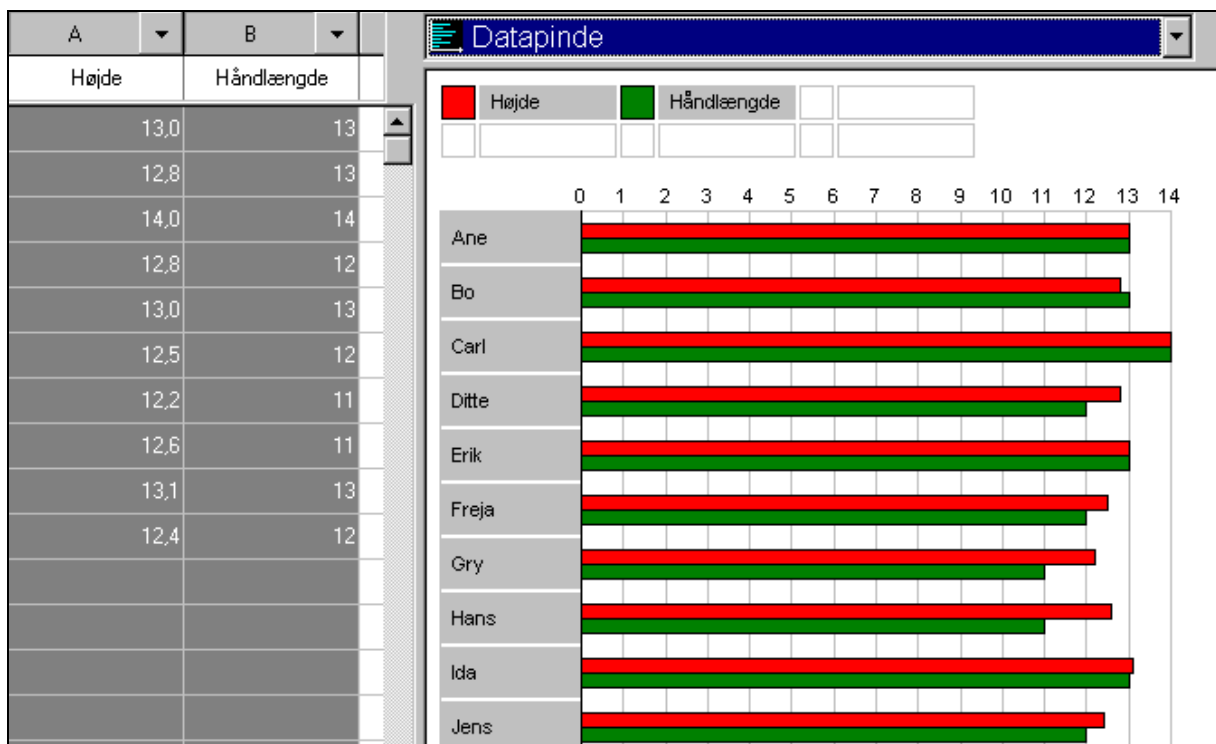 A B
Højde Håndlængde
13,0 13
12,8 13
14,0 14
12,8 12
13,0 13
12,5 12
12,2 11
12,6 11
13,1 13
12,4 12
Datapinde
Højde Håndlængde
0 1 2 3 4 5 6 7 8 9 10 11 12 13 14
Ane
Bo
Carl
Ditte
Erik
Freja
Gry
Hans
Ida
Jens